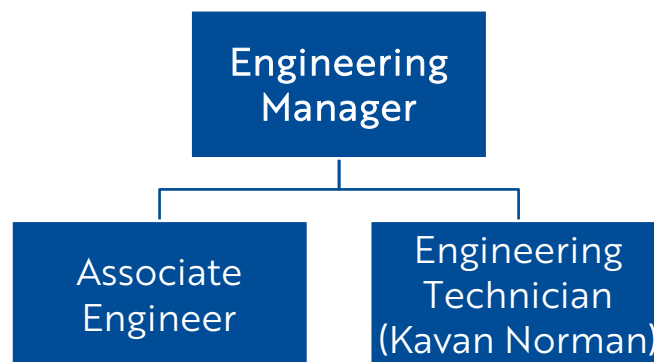 Engineering
Manager
Associate
Engineer
Engineering
Technician
(Kavan Norman)